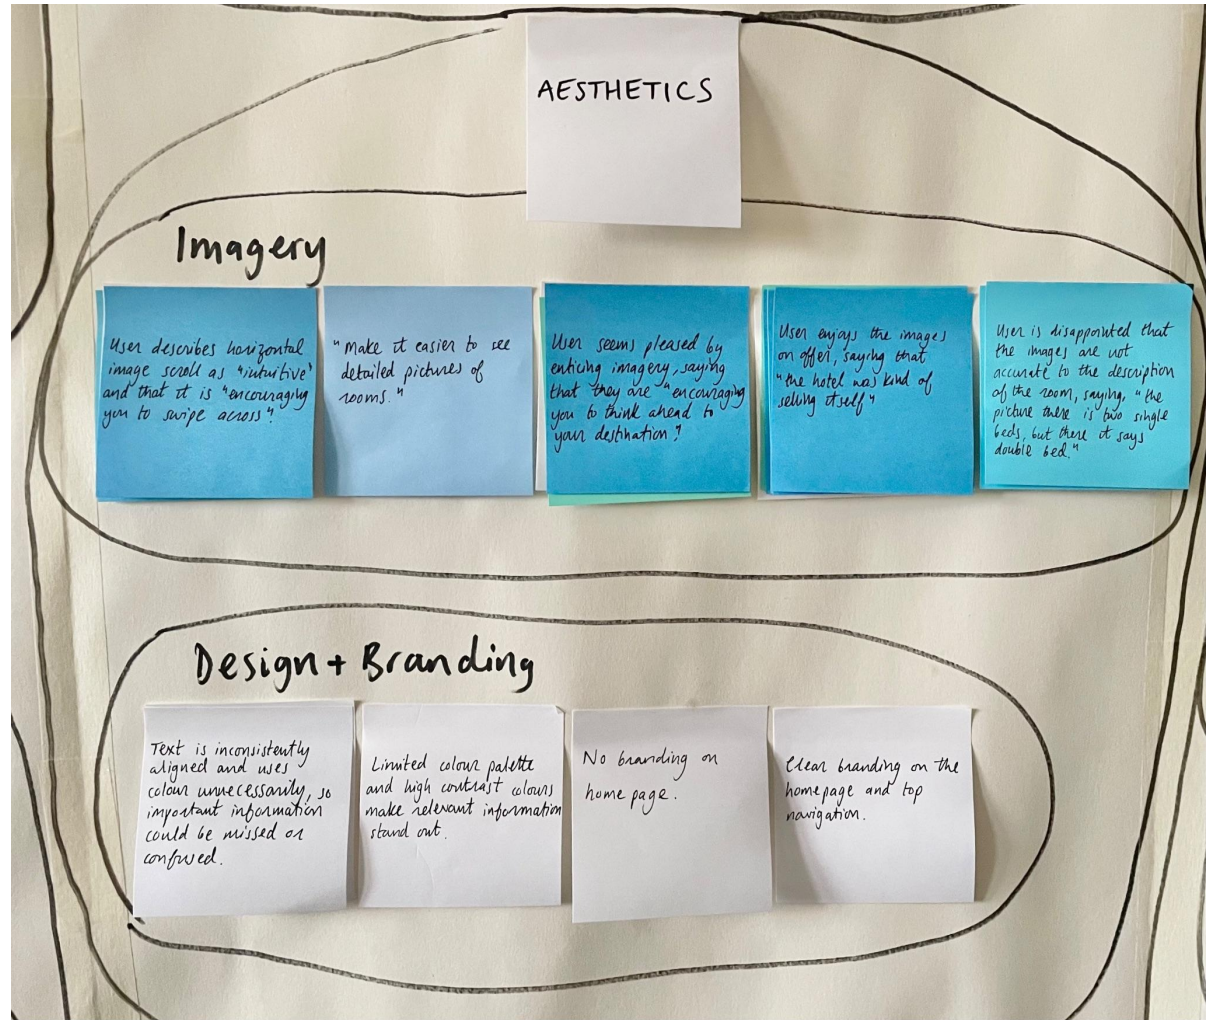 AESTHETICS
Imagery
User describes horizontal
image scroll as "intuitive"
and that it is "encouraging
you to swipe across".
"Make it easier to see
detailed pictures of
rooms."
User seems pleased by
enticing imagery, saying
that they are "encouraging
you to think ahead to
your destination".
User enjoys the images
on offer, saying that
"the hotel was kind of
selling itself"
User is disappointed that
the images are not
accurate to the description
of the room, saying, "the
picture there is two single
beds, but there it says
double bed."
Design + Branding
Text is inconsistently
aligned and uses
colour unnecessarily, so
important information
could be missed or
confused.
Limited colour palette
and high contrast colours
make relevant information
stand out.
No branding on
home page.
Clear branding on the
homepage and top
navigation.